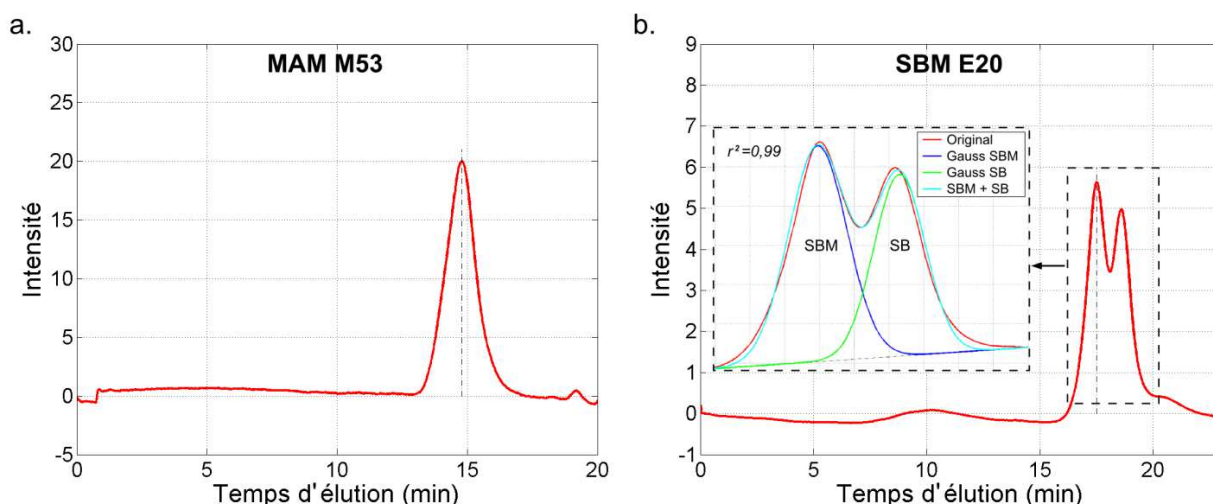 a.
MAM M53
30
25
20
15
10
5
0
-5
Intensité
0 5 10 15 20
Temps d'élution (min)
b.
SBM E20
9
8
7
6
5
4
3
2
1
0
-1
Intensité
r²=0,99
Original
Gauss SBM
Gauss SB
SBM + SB
SBM SB
0 5 10 15 20
Temps d'élution (min)